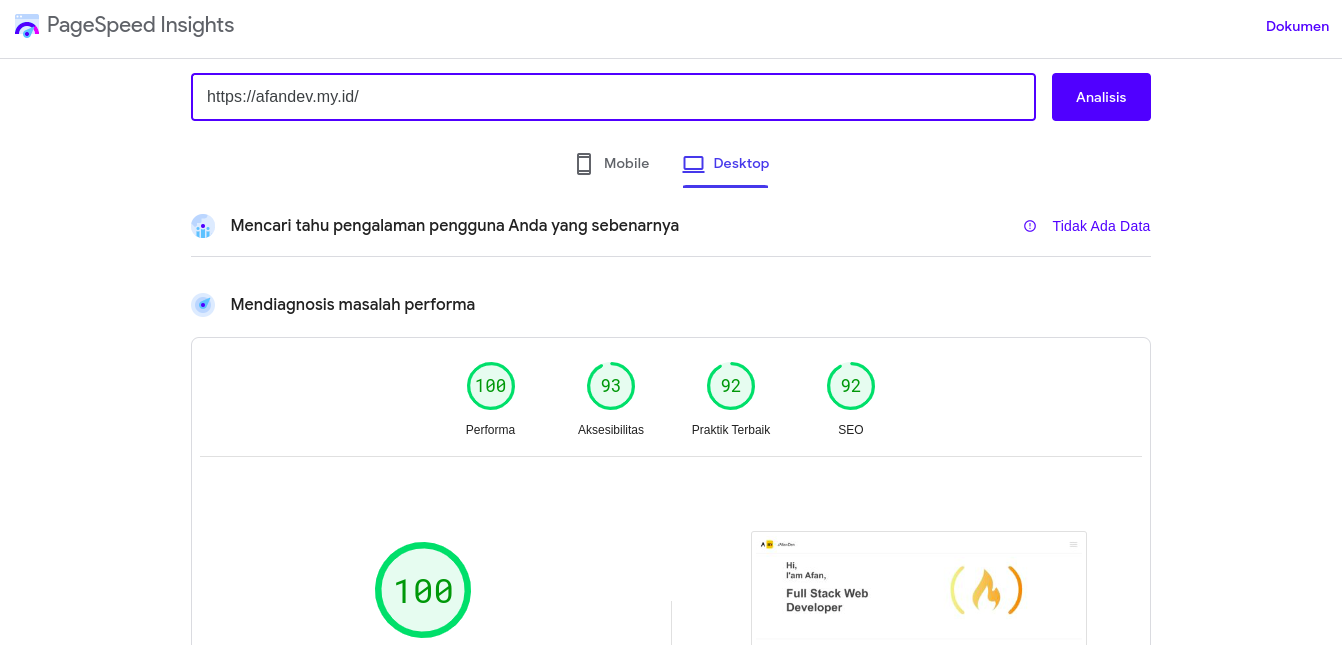 PageSpeed Insights
Dokumen
https://afandev.my.id/
Analisis
Mobile
Desktop
Mencari tahu pengalaman pengguna Anda yang sebenarnya
Tidak Ada Data
Mendiagnosis masalah performa
100
93
92
92
Performa
Aksesibilitas
Praktik Terbaik
SEO
100
Hi,
I'am Afan,
Full Stack Web
Developer